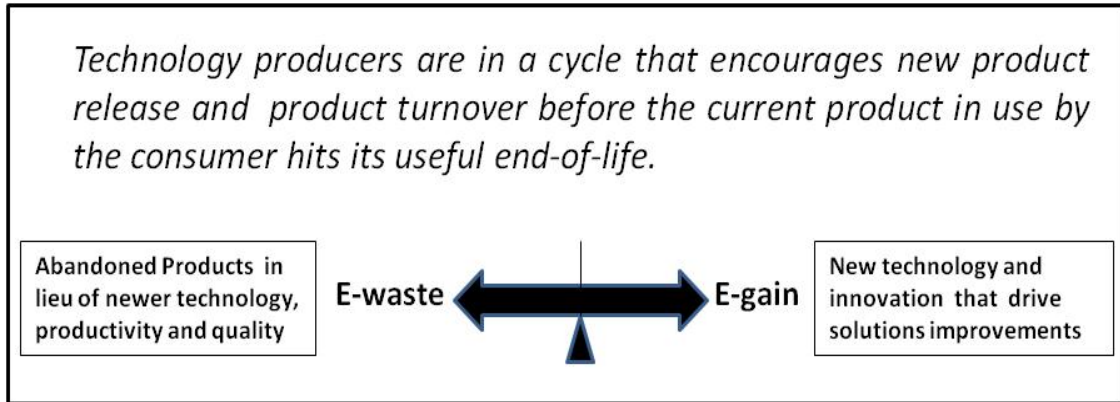 Technology producers are in a cycle that encourages new product
release and product turnover before the current product in use by
the consumer hits its useful end-of-life.
Abandoned Products in
lieu of newer technology,
productivity and quality
E-waste
E-gain
New technology and
innovation that drive
solutions improvements